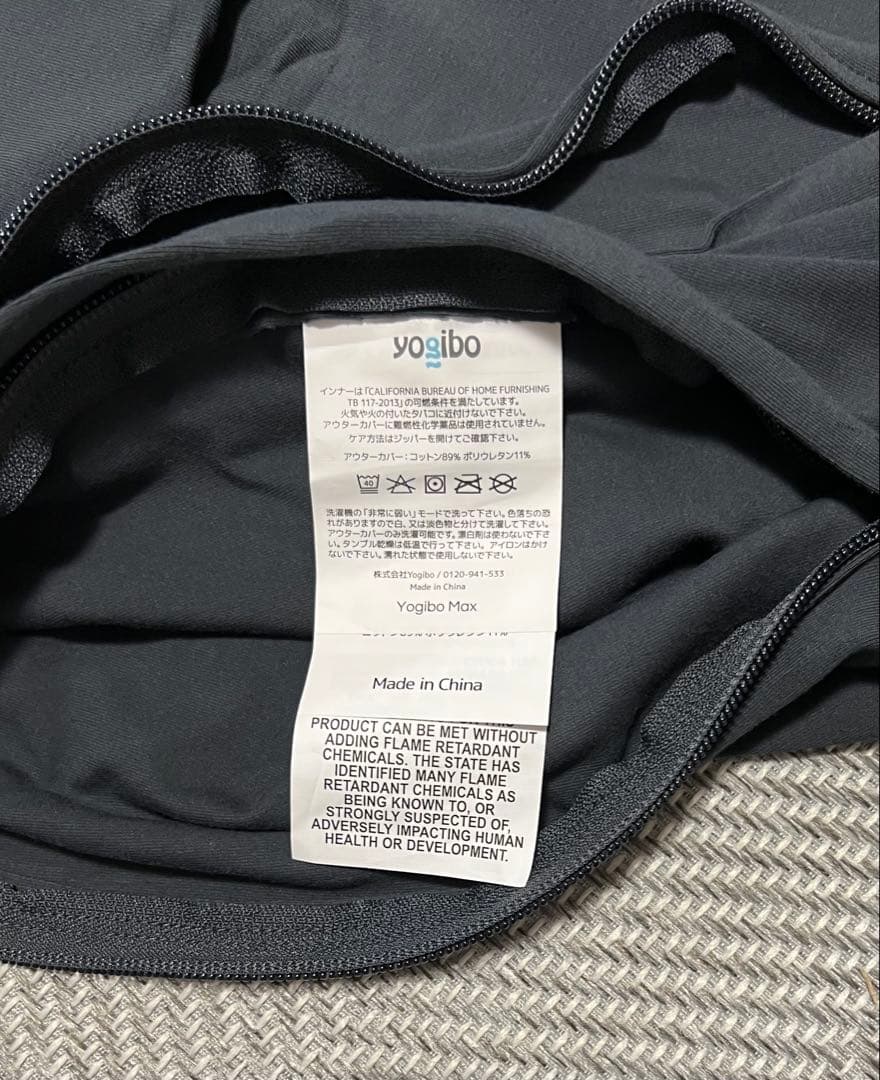 yogibo
インナーは「CALIFORNIA BUREAU OF HOME FURNISHING
TB 117-2013」の可燃条件を満たしています。
火気や火の付いたタバコに近付けないで下さい。
アウターカバーに難燃性化学薬品は使用されていません。
ケア方法はジッパーを開けてご確認下さい。
アウターカバー：コットン89% ポリウレタン11%
40
洗濯機の「非常に弱い」モードで洗って下さい。色落ちの恐
れがありますので白、又は淡色物と分けて洗濯して下さい。
アウターカバーのみ洗濯可能です。漂白剤は使わないで下さ
い。タンブル乾燥は低温で行って下さい。アイロンはかけ
ないで下さい。濡れた状態で使用しないで下さい。
株式会社Yogibo / 0120-941-533
Made in China
Yogibo Max
Made in China
PRODUCT CAN BE MET WITHOUT
ADDING FLAME RETARDANT
CHEMICALS. THE STATE HAS
IDENTIFIED MANY FLAME
RETARDANT CHEMICALS AS
BEING KNOWN TO, OR
STRONGLY SUSPECTED OF,
ADVERSELY IMPACTING HUMAN
HEALTH OR DEVELOPMENT.